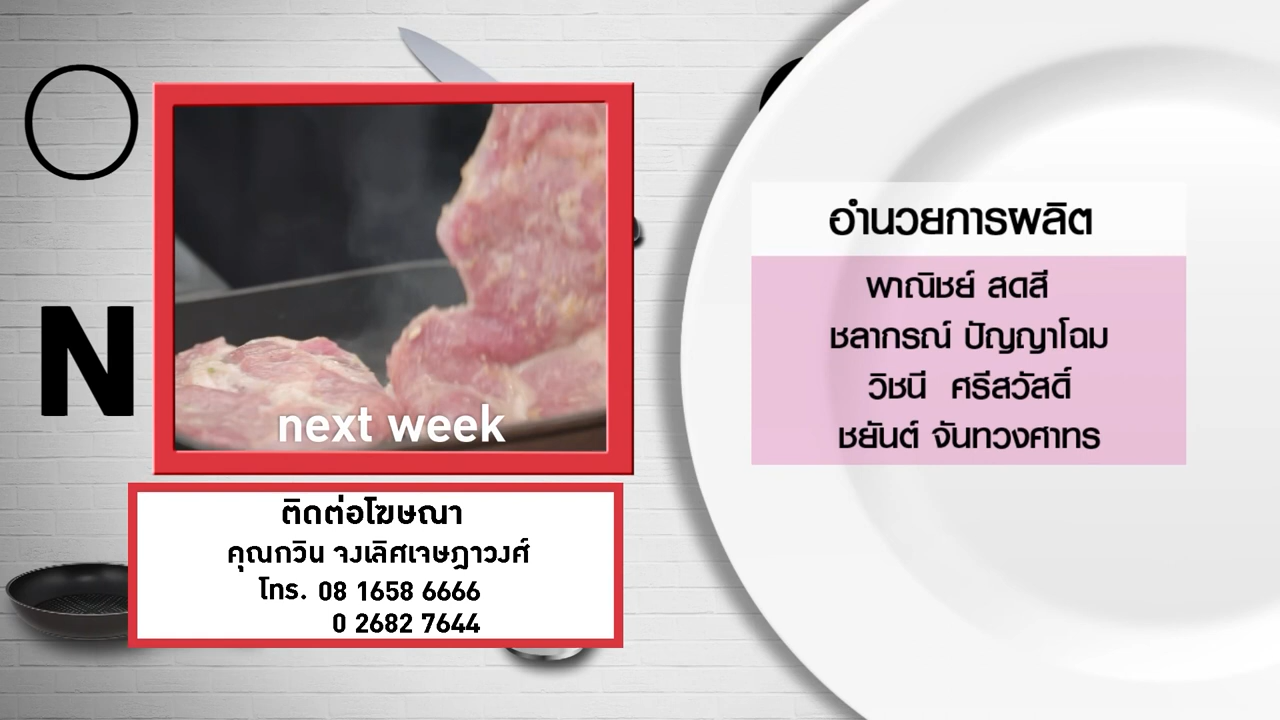 O
N
next week
ติดต่อโฆษณา
คุณกวิน จงเลิศเจษฎาวงศ์
โทร. 08 1658 6666
0 2682 7644
อำนวยการผลิต
พาณิชย์ สดสี
ชลากรณ์ ปัญญาโฉม
วิชนี ศรีสวัสดิ์
ชยันต์ จันทวงศาทร